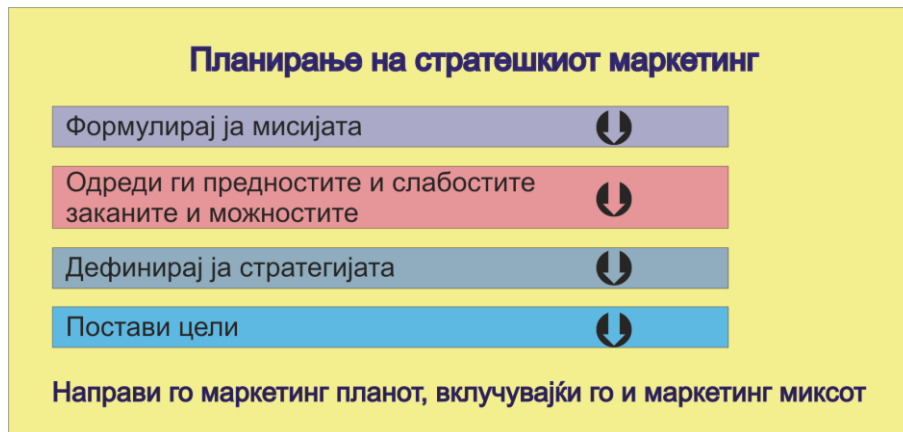 Планирање на стратешкиот маркетинг
Формулирај ја мисијата
Одреди ги предностите и слабостите
заканите и можностите
Дефинирај ја стратегијата
Постави цели
Направи го маркетинг планот, вклучувајќи го и маркетинг миксот